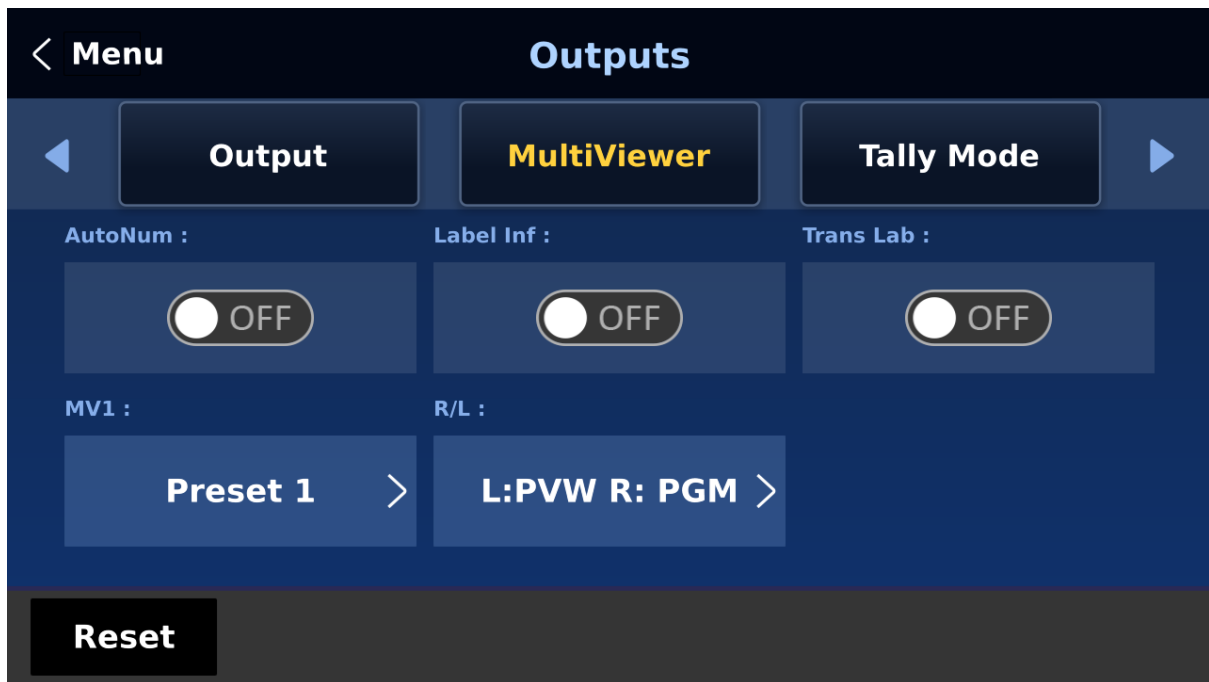 Menu
Outputs
Output
MultiViewer
Tally Mode
AutoNum :
Label Inf :
Trans Lab :
OFF
OFF
OFF
MV1 :
R/L :
Preset 1
L:PVW R: PGM
Reset